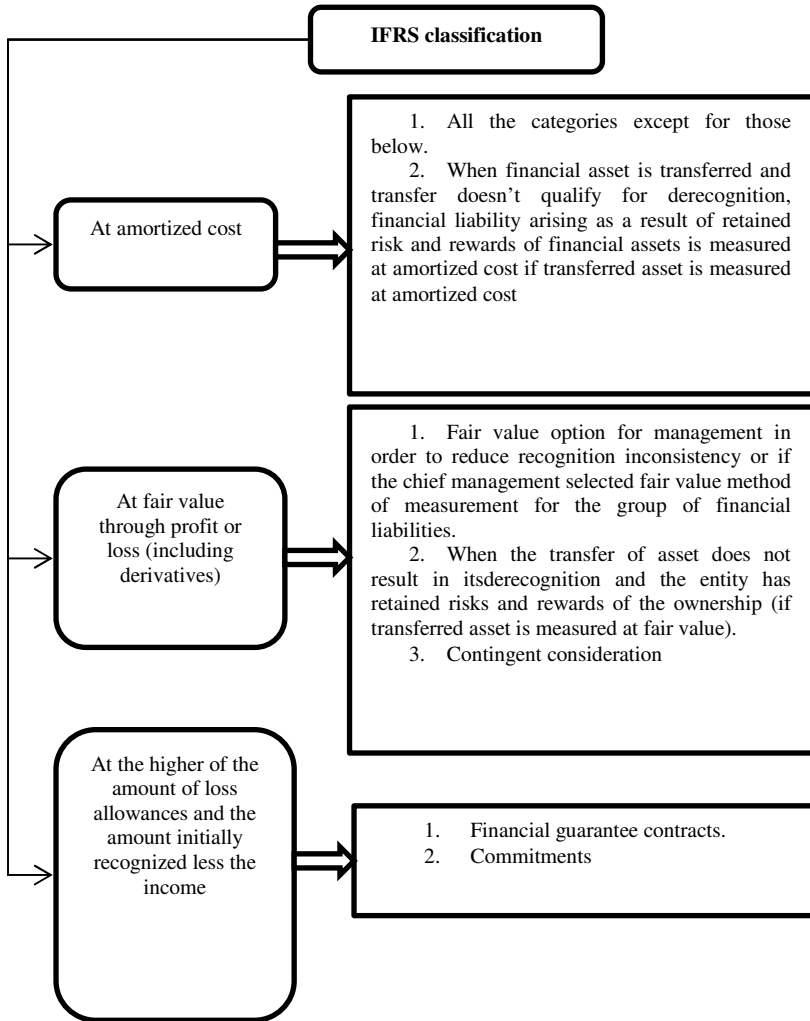 IFRS classification
At amortized cost
1. All the categories except for those
below.
2. When financial asset is transferred and
transfer doesn't qualify for derecognition,
financial liability arising as a result of retained
risk and rewards of financial assets is measured
at amortized cost if transferred asset is measured
at amortized cost
At fair value
through profit or
loss (including
derivatives)
1. Fair value option for management in
order to reduce recognition inconsistency or if
the chief management selected fair value method
of measurement for the group of financial
liabilities.
2. When the transfer of asset does not
result in itsderecognition and the entity has
retained risks and rewards of the ownership (if
transferred asset is measured at fair value).
3. Contingent consideration
At the higher of the
amount of loss
allowances and the
amount initially
recognized less the
income
1. Financial guarantee contracts.
2. Commitments